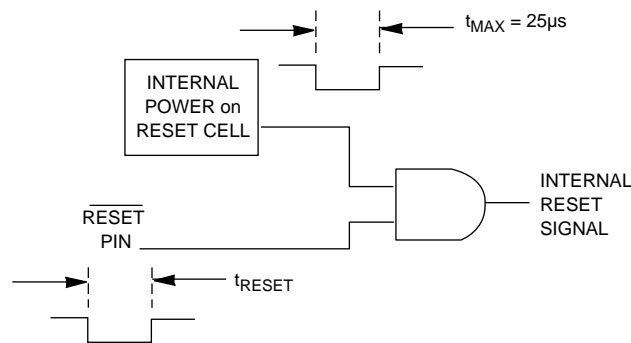 tMAX = 25µs
INTERNAL
POWER on
RESET CELL
INTERNAL
RESET
SIGNAL
RESET
PIN
tRESET